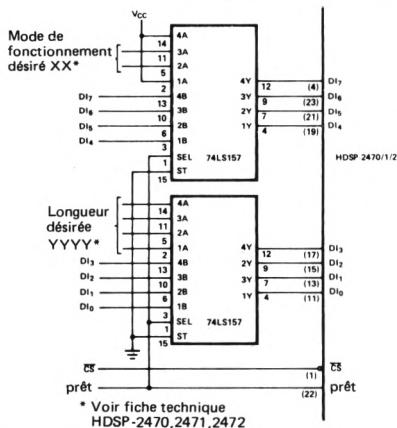 VCC
Mode de
fonctionnement
désiré XX*
4A
14
3A
11
2A
5
1A
2
DI7
4B
13
DI6
3B
10
DI5
2B
6
DI4
1B
3
SEL
1
ST
15
74LS157
4Y
12
(4)
DI7
3Y
9
(23)
DI6
2Y
7
(21)
DI5
1Y
4
(19)
DI4
HDSP 2470/1/2
Longueur
désirée
YYYY*
4A
14
3A
11
2A
5
1A
2
DI3
4B
13
DI2
3B
10
DI1
2B
6
DI0
1B
3
SEL
1
ST
15
74LS157
4Y
12
(17)
DI3
3Y
9
(15)
DI2
2Y
7
(13)
DI1
1Y
4
(11)
DI0
CS
(1)
CS
prêt
(22)
prêt
* Voir fiche technique
HDSP-2470,2471,2472